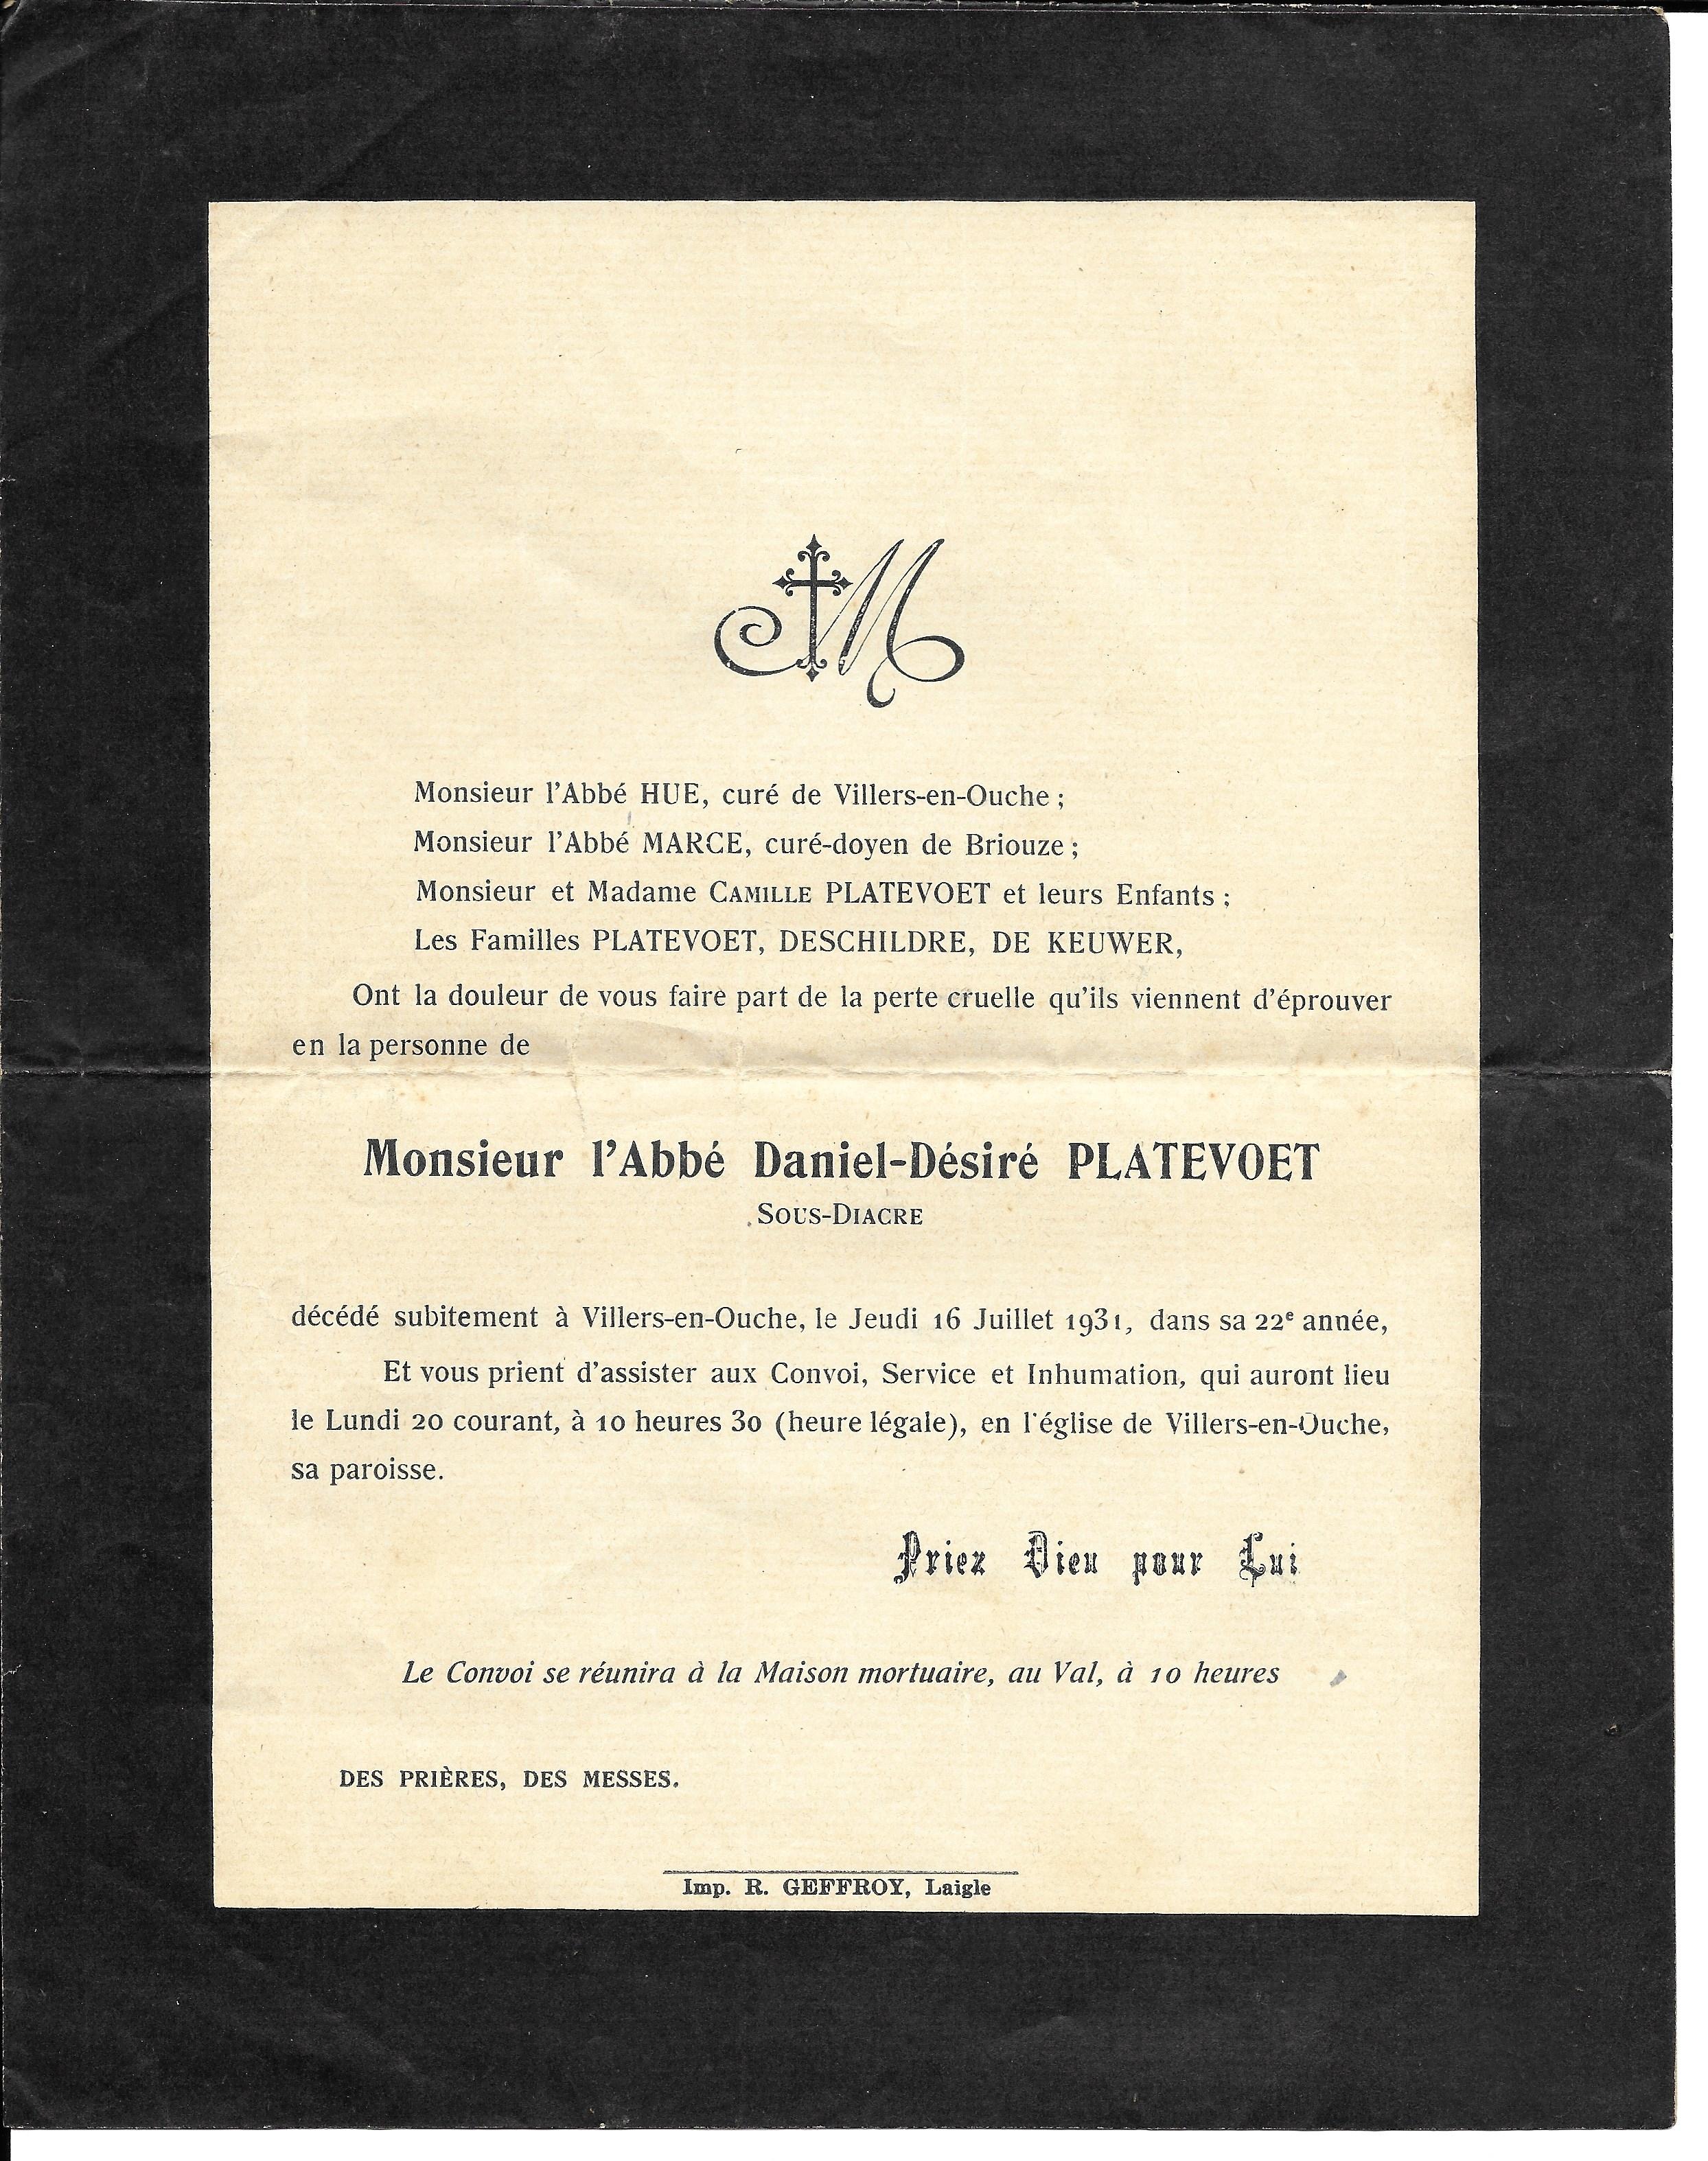 M
Monsieur l'Abbé HUE, curé de Villers-en-Ouche ;
Monsieur l'Abbé MARCE, curé-doyen de Briouze ;
Monsieur et Madame CAMILLE PLATEVOET et leurs Enfants ;
Les Familles PLATEVOET, DESCHILDRE, DE KEUWER,
Ont la douleur de vous faire part de la perte cruelle qu'ils viennent d'éprouver
en la personne de
Monsieur l'Abbé Daniel-Désiré PLATEVOET
SOUS-DIACRE
décédé subitement à Villers-en-Ouche, le Jeudi 16 Juillet 1931, dans sa 22e année,
Et vous prient d'assister aux Convoi, Service et Inhumation, qui auront lieu
le Lundi 20 courant, à 10 heures 30 (heure légale), en l'église de Villers-en-Ouche,
sa paroisse.
Priez Dieu pour Lui
Le Convoi se réunira à la Maison mortuaire, au Val, à 10 heures
DES PRIÈRES, DES MESSES.
Imp. R. GEFFROY, Laigle